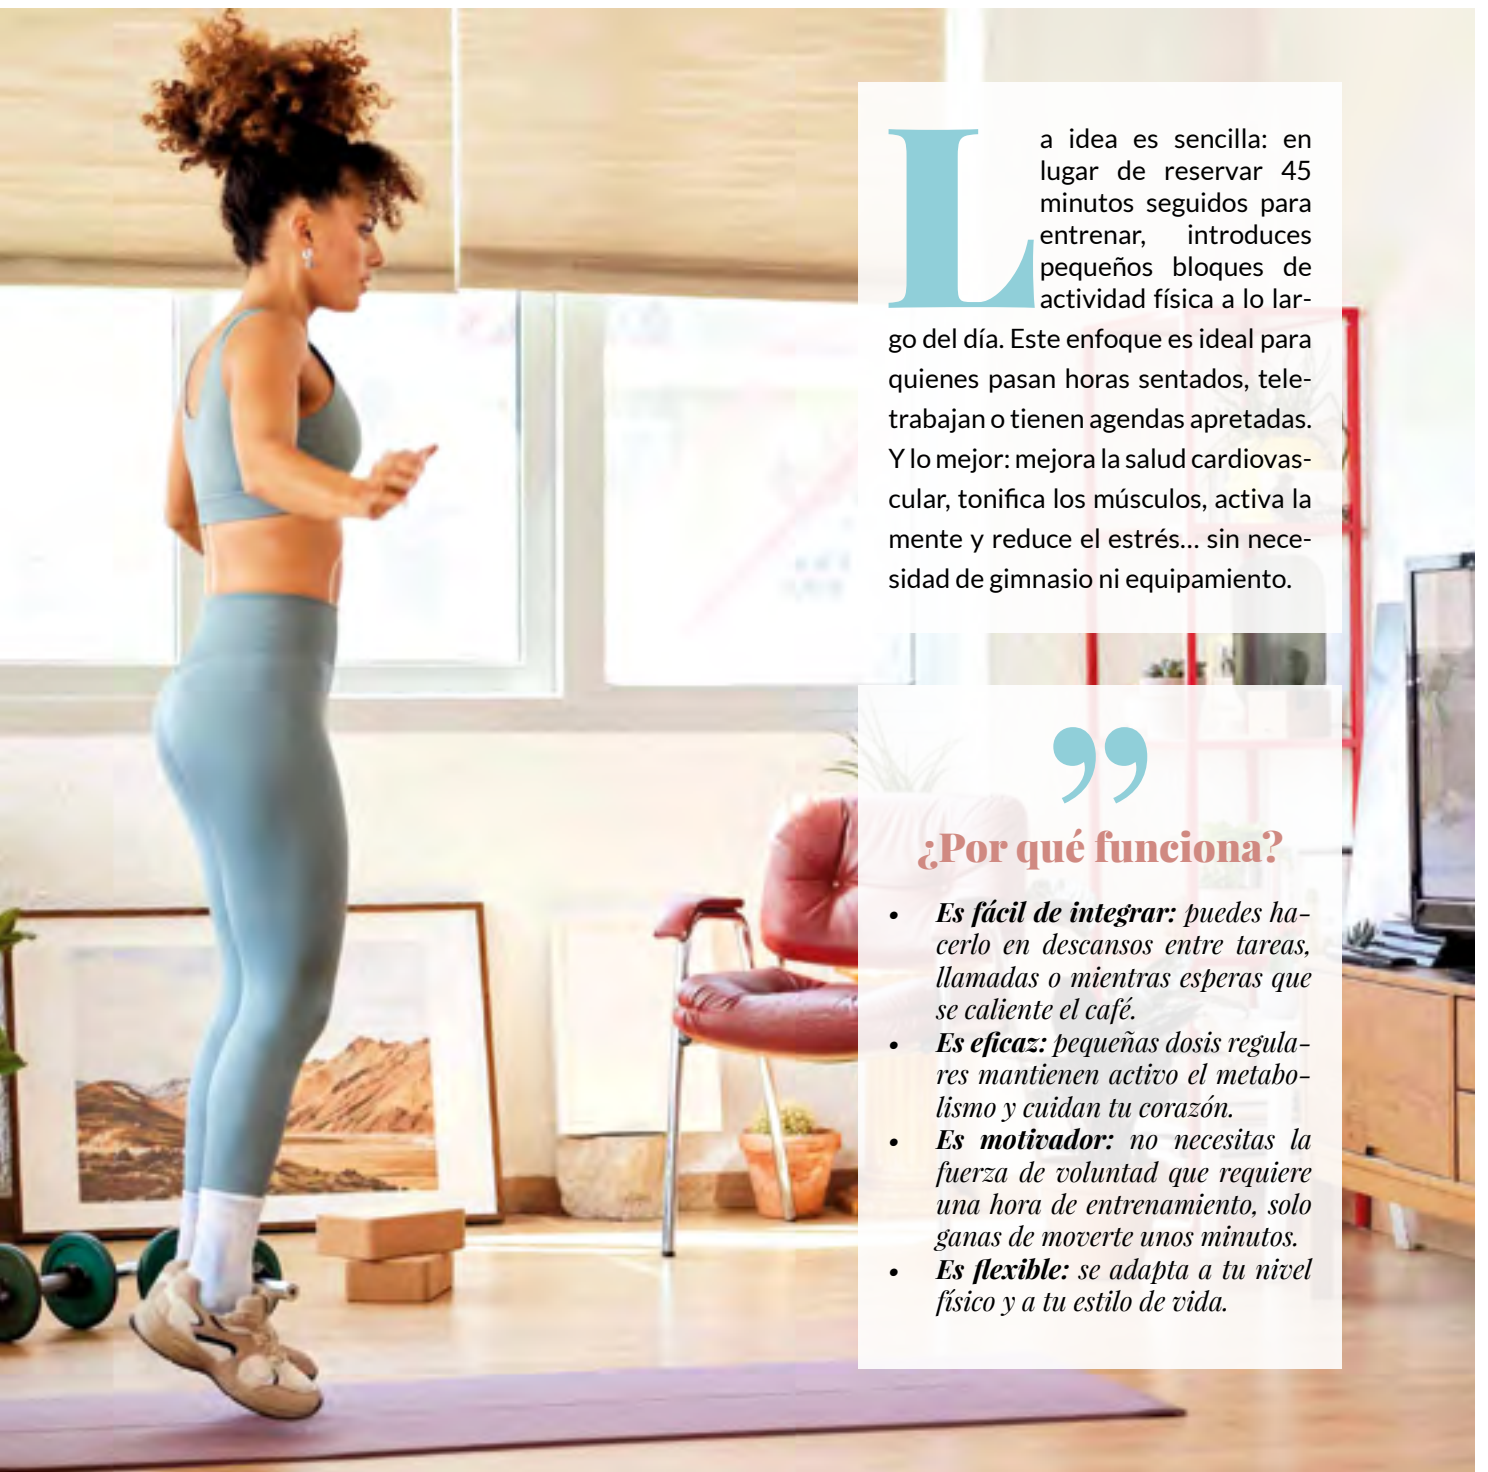 La idea es sencilla: en
lugar de reservar 45
minutos seguidos para
entrenar, introduces
pequeños bloques de
actividad física a lo lar-
go del día. Este enfoque es ideal para
quienes pasan horas sentados, tele-
trabajan o tienen agendas apretadas.
Y lo mejor: mejora la salud cardiovas-
cular, tonifica los músculos, activa la
mente y reduce el estrés... sin nece-
sidad de gimnasio ni equipamiento.
”
¿Por qué funciona?
• Es fácil de integrar: puedes ha-
cerlo en descansos entre tareas,
llamadas o mientras esperas que
se caliente el café.
• Es eficaz: pequeñas dosis regula-
res mantienen activo el metabo-
lismo y cuidan tu corazón.
• Es motivador: no necesitas la
fuerza de voluntad que requiere
una hora de entrenamiento, solo
ganas de moverte unos minutos.
• Es flexible: se adapta a tu nivel
físico y a tu estilo de vida.